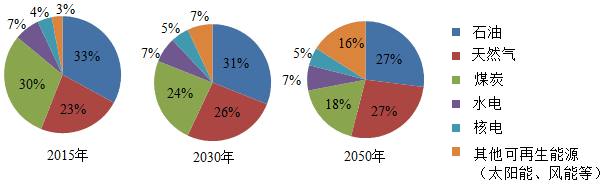 3%
4%
7%
33%
30%
23%
2015年
7%
5%
7%
31%
24%
26%
2030年
16%
5%
27%
7%
18%
27%
2050年
石油
天然气
煤炭
水电
核电
其他可再生能源
（太阳能、风能等）